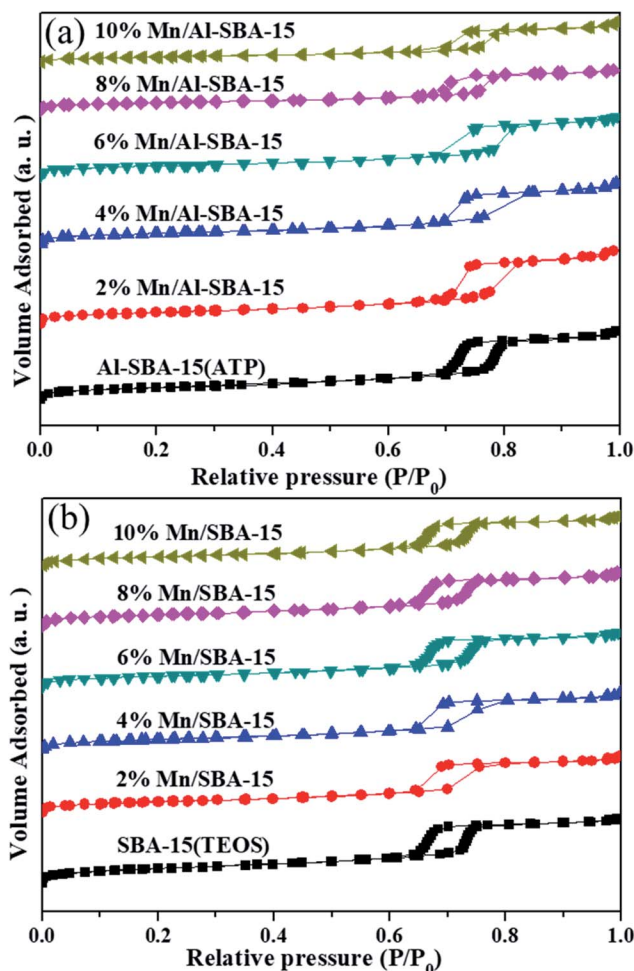 (a)
10% Mn/Al-SBA-15
8% Mn/Al-SBA-15
6% Mn/Al-SBA-15
4% Mn/Al-SBA-15
2% Mn/Al-SBA-15
Al-SBA-15(ATP)
Volume Adsorbed (a. u.)
0.0 0.2 0.4 0.6 0.8 1.0
Relative pressure (P/P0)
(b)
10% Mn/SBA-15
8% Mn/SBA-15
6% Mn/SBA-15
4% Mn/SBA-15
2% Mn/SBA-15
SBA-15(TEOS)
Volume Adsorbed (a. u.)
0.0 0.2 0.4 0.6 0.8 1.0
Relative pressure (P/P0)